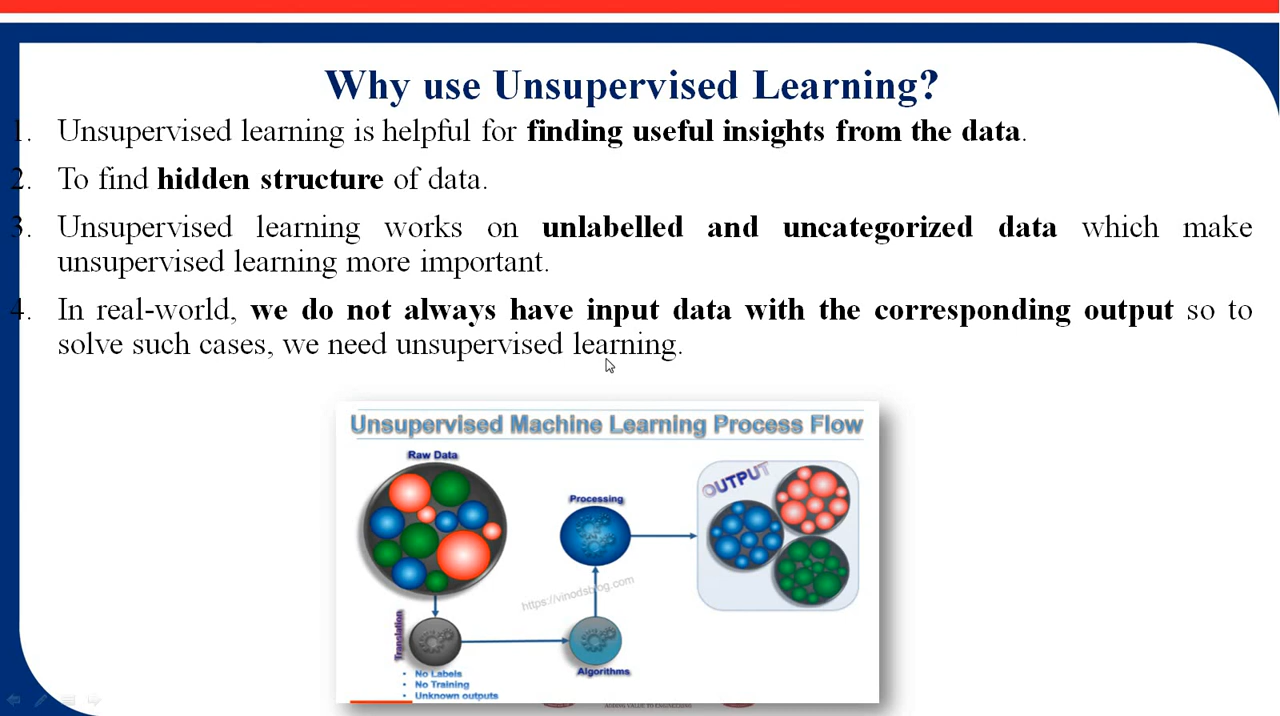 Why use Unsupervised Learning?
1. Unsupervised learning is helpful for finding useful insights from the data.
2. To find hidden structure of data.
3. Unsupervised learning works on unlabelled and uncategorized data which make
unsupervised learning more important.
4. In real-world, we do not always have input data with the corresponding output so to
solve such cases, we need unsupervised learning.
Unsupervised Machine Learning Process Flow
Raw Data
OUTPUT
Processing
https://vinodsblog.com
Translation
Algorithms
• No Labels
• No Training
• Unknown outputs
ADDING VALUE TO ENGINEERING